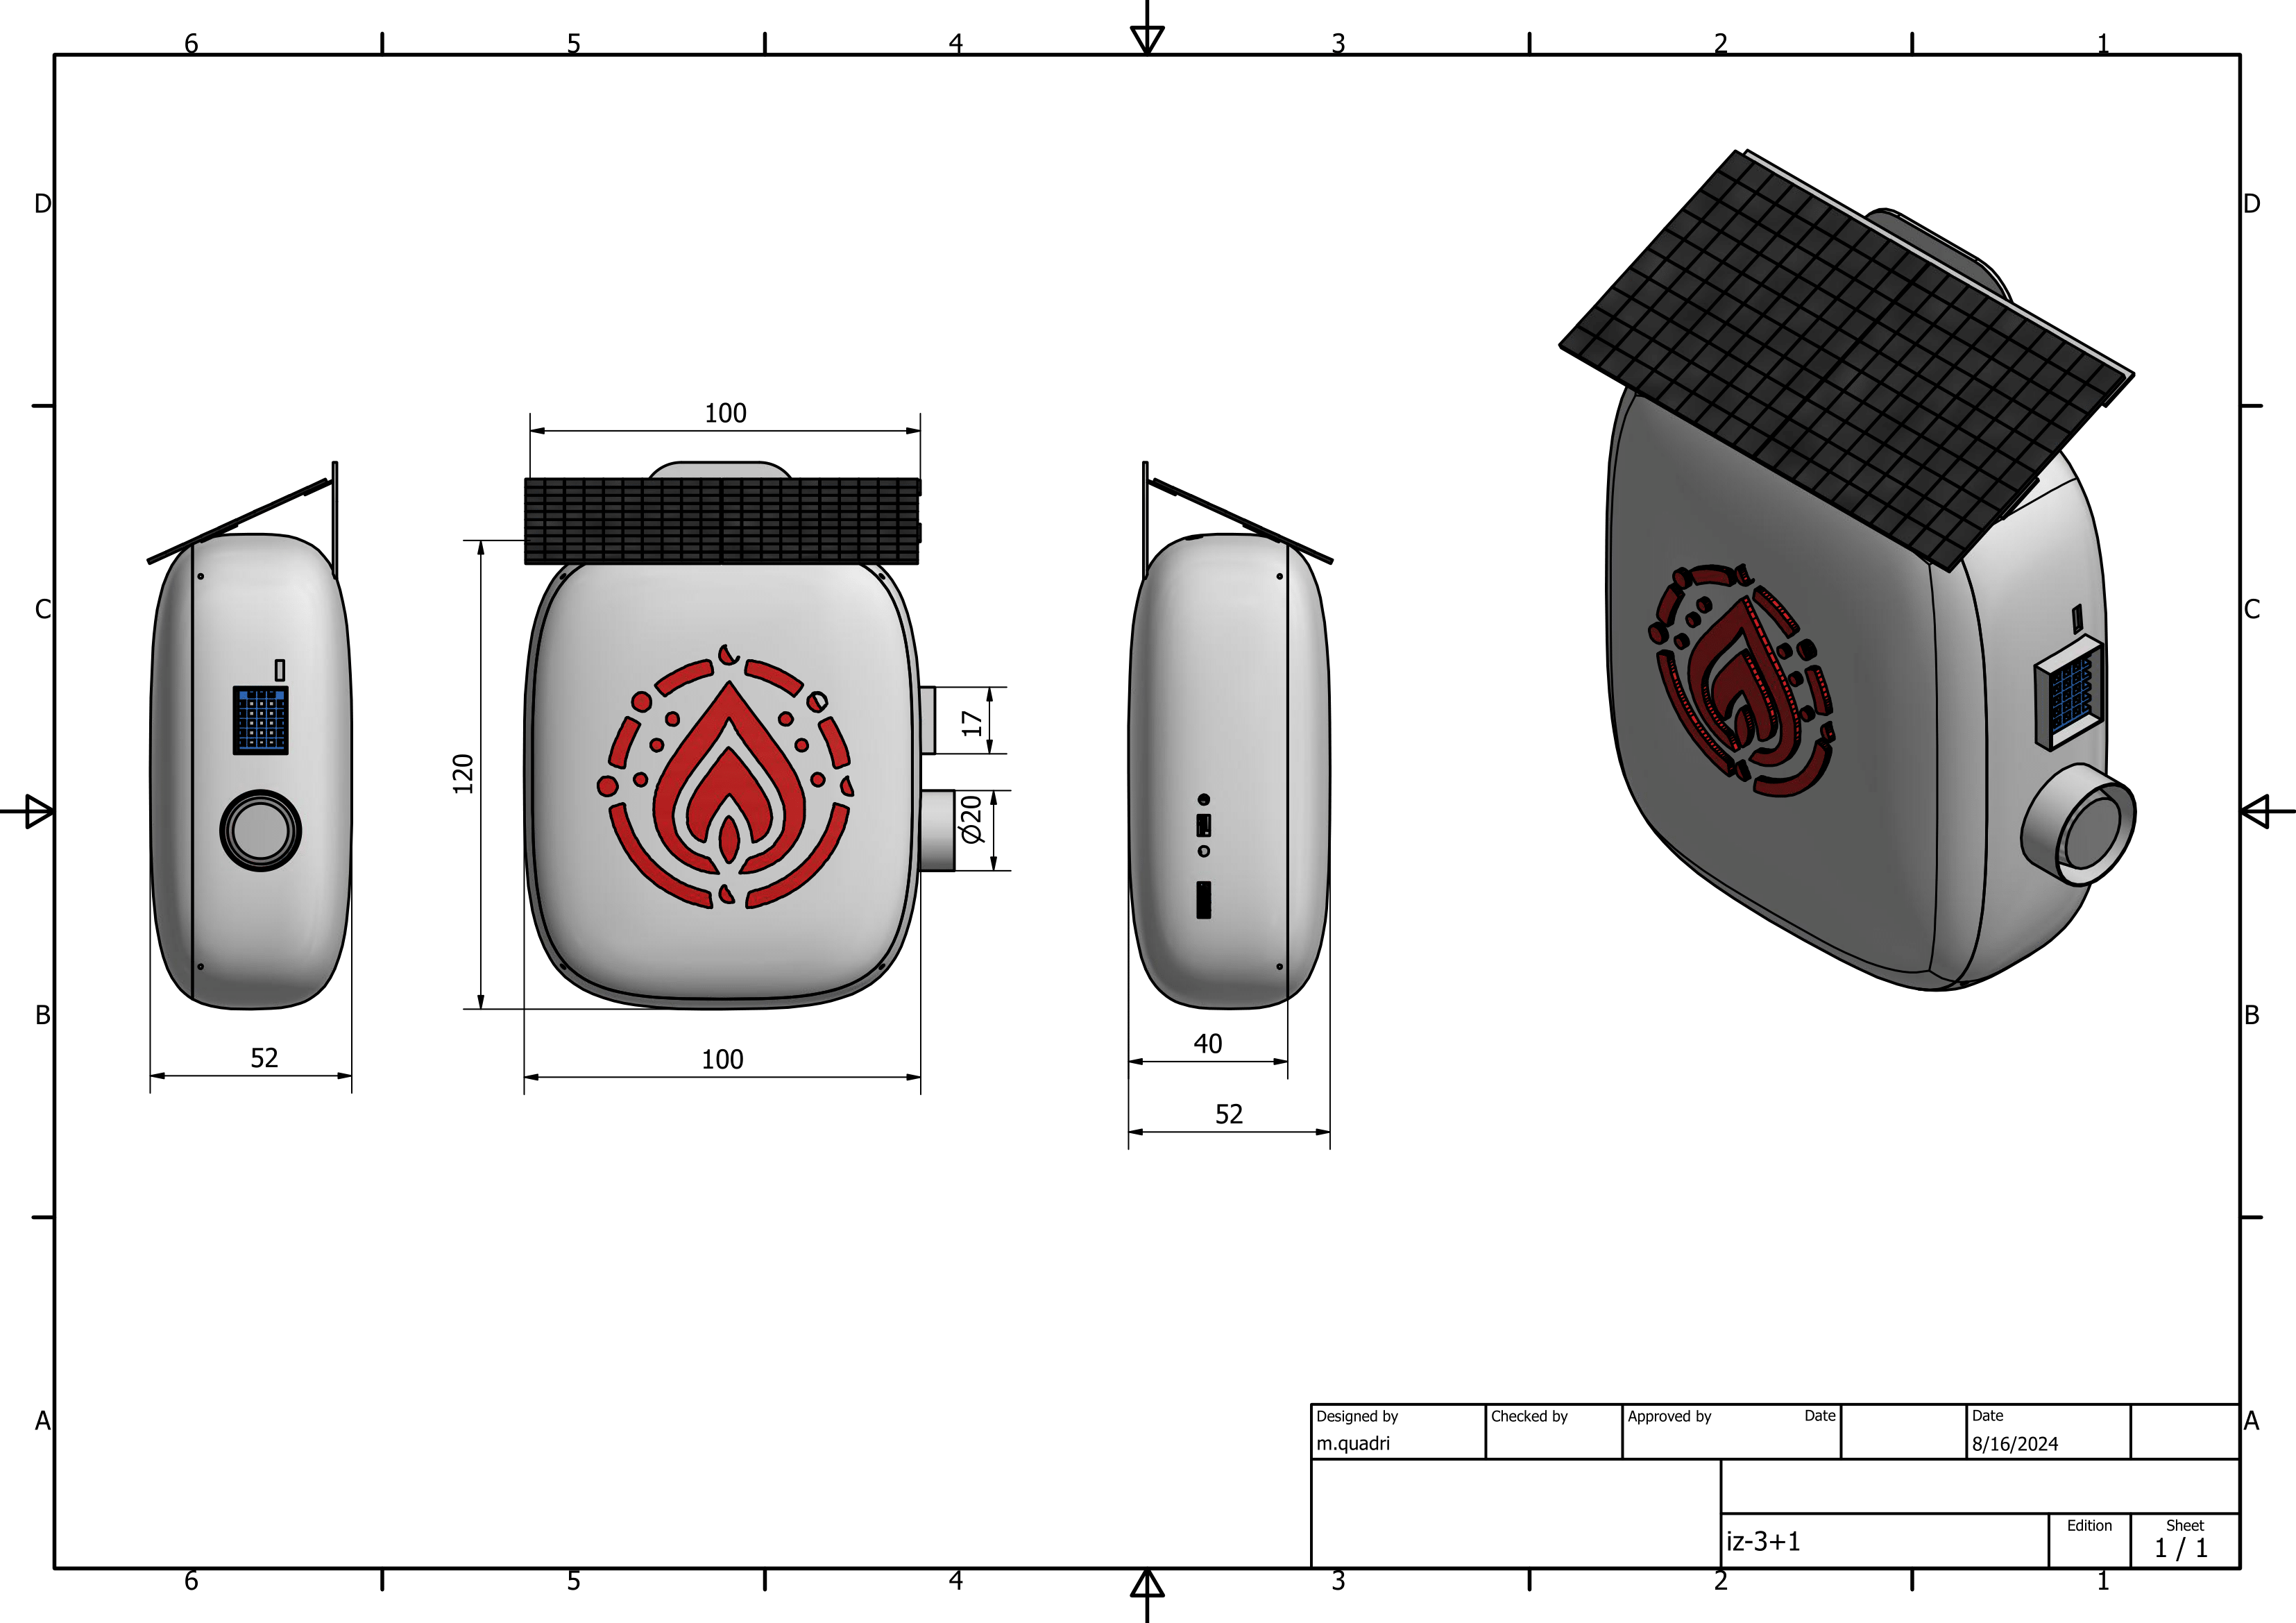 6 5 4 3 2 1
D D
C C
B B
A A
100
120
17
Ø20
52
100
40
52
Designed by
m.quadri
Checked by
Approved by
Date
Date
8/16/2024
iz-3+1
Edition
Sheet
1 / 1
6 5 4 3 2 1